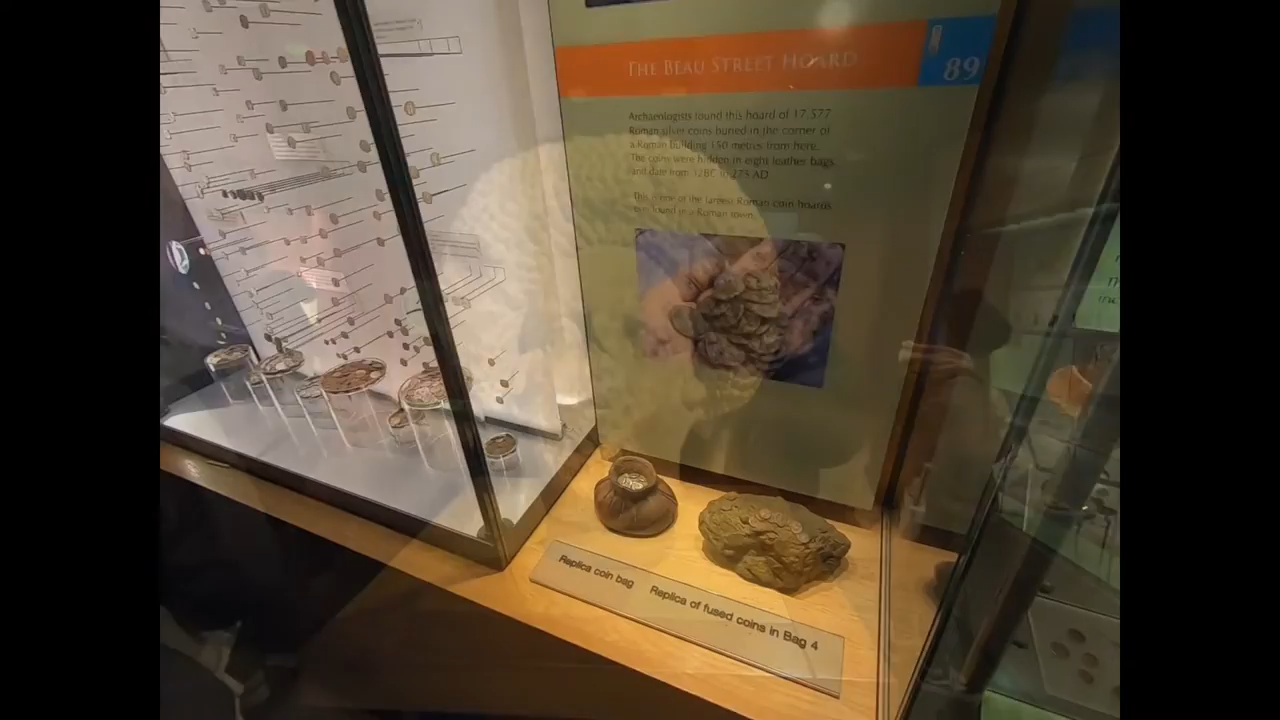 THE BEAU STREET HOARD
89
Archaeologists found this hoard of 17,577
Roman silver coins buried in the corner of
a Roman building 150 metres from here.
The coins were hidden in eight leather bags
and date from 32BC to 275 AD
This is one of the largest Roman coin hoards
ever found in a Roman town.
Replica coin bag
Replica of fused coins in Bag 4